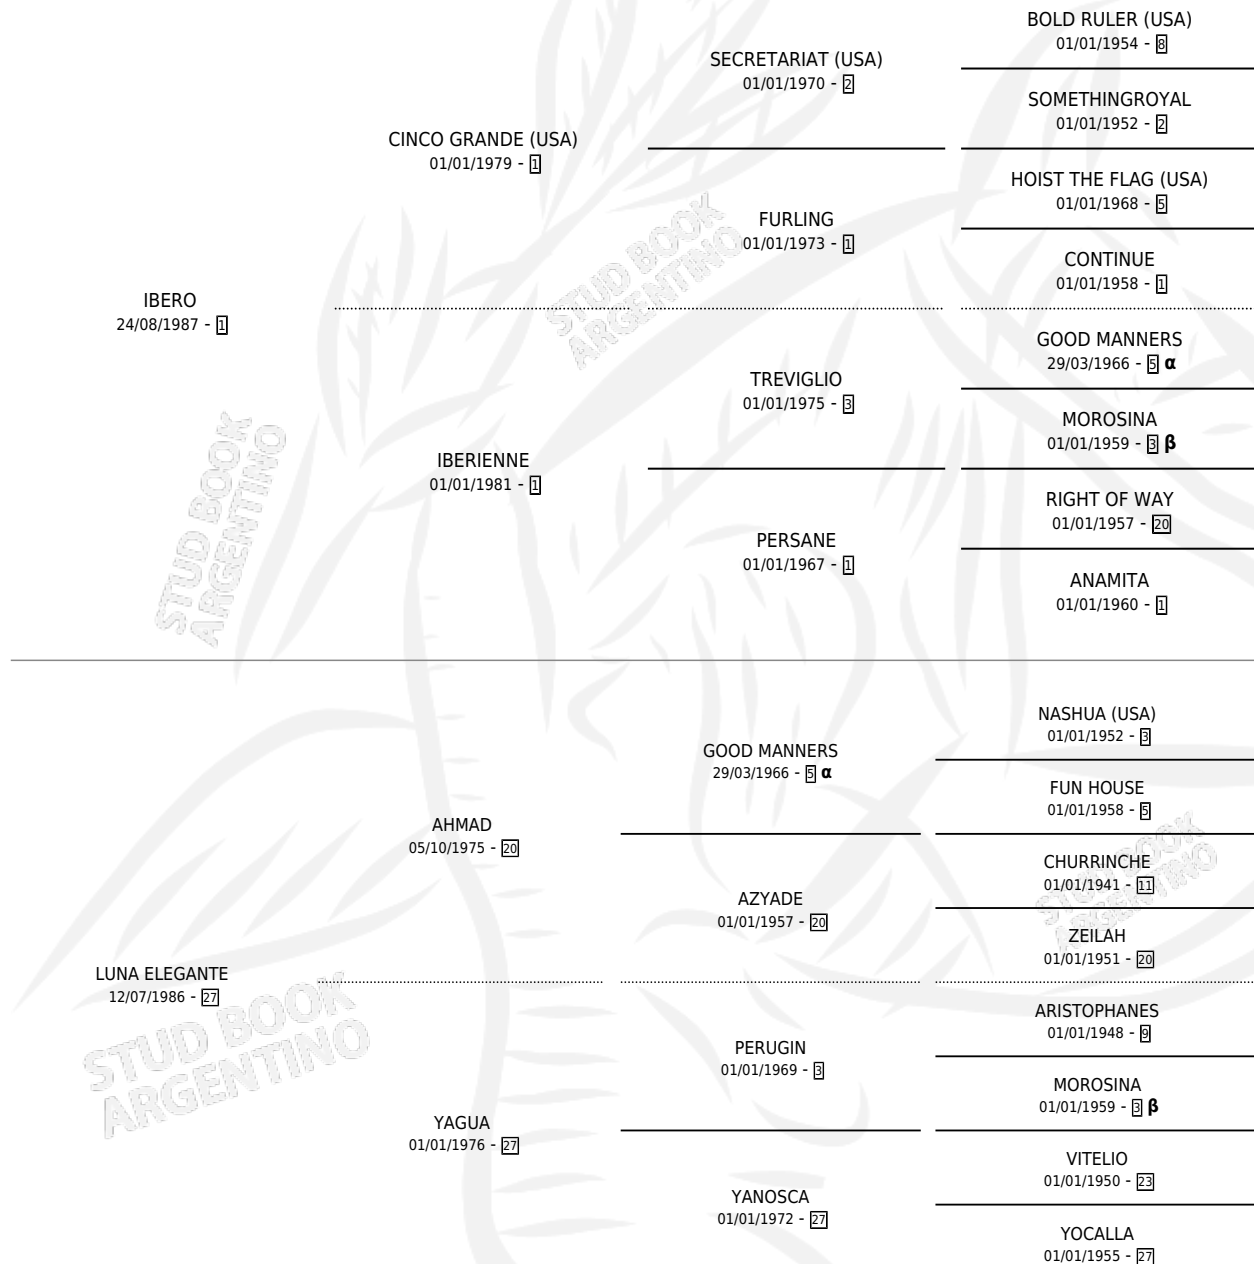 BOLD RULER (USA)
01/01/1954 - 8
SECRETARIAT (USA)
01/01/1970 - 2
SOMETHINGROYAL
01/01/1952 - 2
CINCO GRANDE (USA)
01/01/1979 - 1
HOIST THE FLAG (USA)
01/01/1968 - 5
FURLING
01/01/1973 - 1
CONTINUE
01/01/1958 - 1
IBERO
24/08/1987 - 1
GOOD MANNERS
29/03/1966 - 5 α
TREVIGLIO
01/01/1975 - 3
MOROSINA
01/01/1959 - 3 β
IBERIENNE
01/01/1981 - 1
RIGHT OF WAY
01/01/1957 - 20
PERSANE
01/01/1967 - 1
ANAMITA
01/01/1960 - 1
NASHUA (USA)
01/01/1952 - 3
GOOD MANNERS
29/03/1966 - 5 α
FUN HOUSE
01/01/1958 - 5
AHMAD
05/10/1975 - 20
CHURRINCHE
01/01/1941 - 11
AZYADE
01/01/1957 - 20
ZEILAH
01/01/1951 - 20
LUNA ELEGANTE
12/07/1986 - 27
ARISTOPHANES
01/01/1948 - 9
PERUGIN
01/01/1969 - 3
MOROSINA
01/01/1959 - 3 β
YAGUA
01/01/1976 - 27
VITELIO
01/01/1950 - 23
YANOSCA
01/01/1972 - 27
YOCALLA
01/01/1955 - 27
STUD BOOK
ARGENTINO
STUD BOOK
ARGENTINO
STUD BOOK
ARGENTINO
STUD BOOK
ARGENTINO